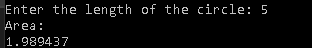 Enter the length of the circle: 5
Area:
1.989437